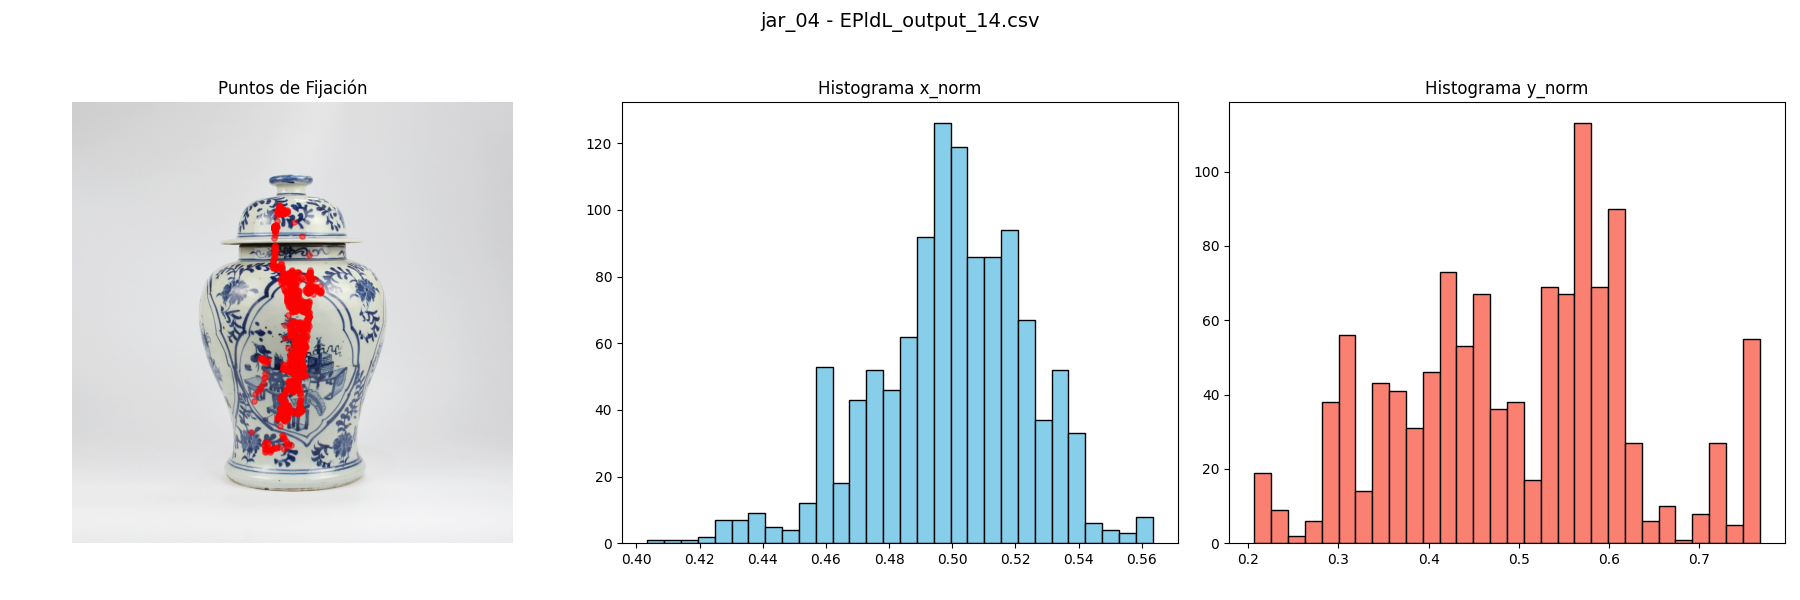 jar_04 - EPldL_output_14.csv
Puntos de Fijación
Histograma x_norm
120
100
80
60
40
20
0
0.40 0.42 0.44 0.46 0.48 0.50 0.52 0.54 0.56
Histograma y_norm
100
80
60
40
20
0
0.2 0.3 0.4 0.5 0.6 0.7